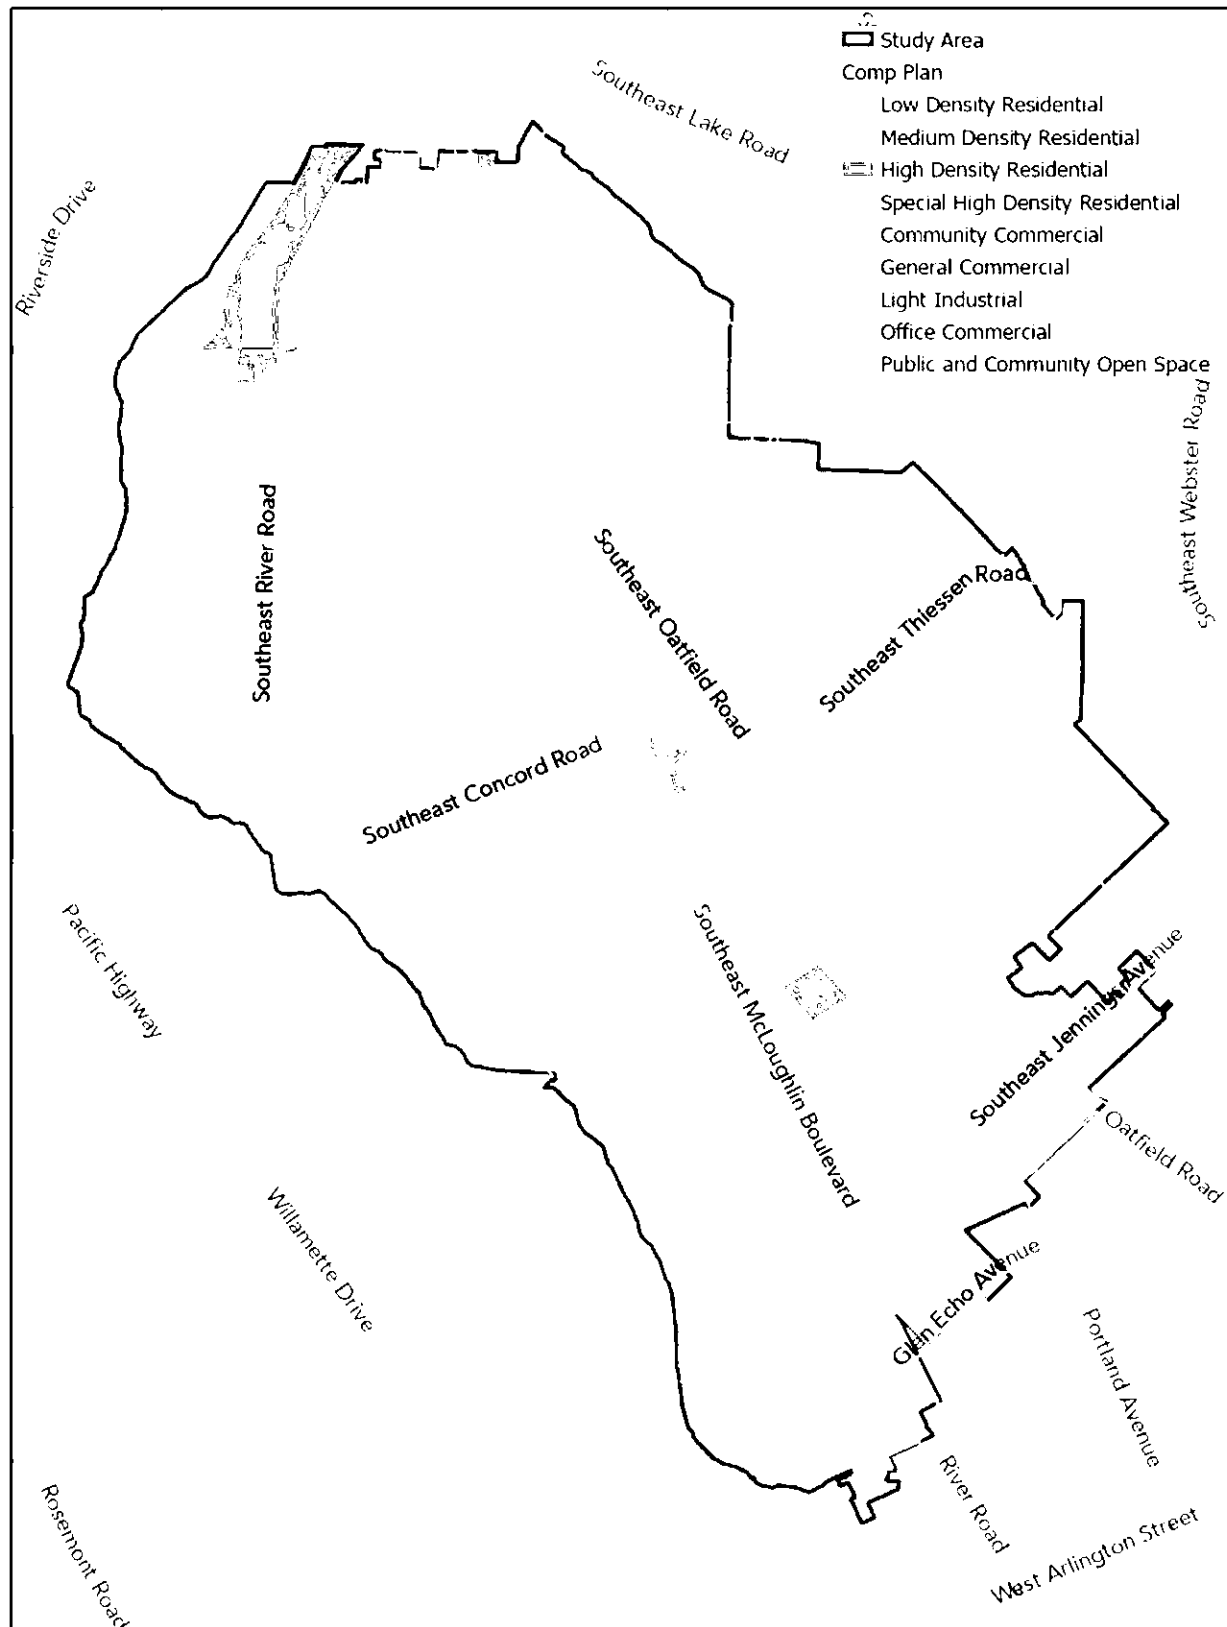 Study Area
Comp Plan
Low Density Residential
Medium Density Residential
High Density Residential
Special High Density Residential
Community Commercial
General Commercial
Light Industrial
Office Commercial
Public and Community Open Space
Southeast Lake Road
Riverside Drive
Southeast Webster Road
Southeast River Road
Southeast Oatfield Road
Southeast Thiessen Road
Southeast Concord Road
Pacific Highway
Southeast McLoughlin Boulevard
Southeast Jennings Avenue
Oatfield Road
Willamette Drive
Glen Echo Avenue
Portland Avenue
River Road
Rosemont Road
West Arlington Street